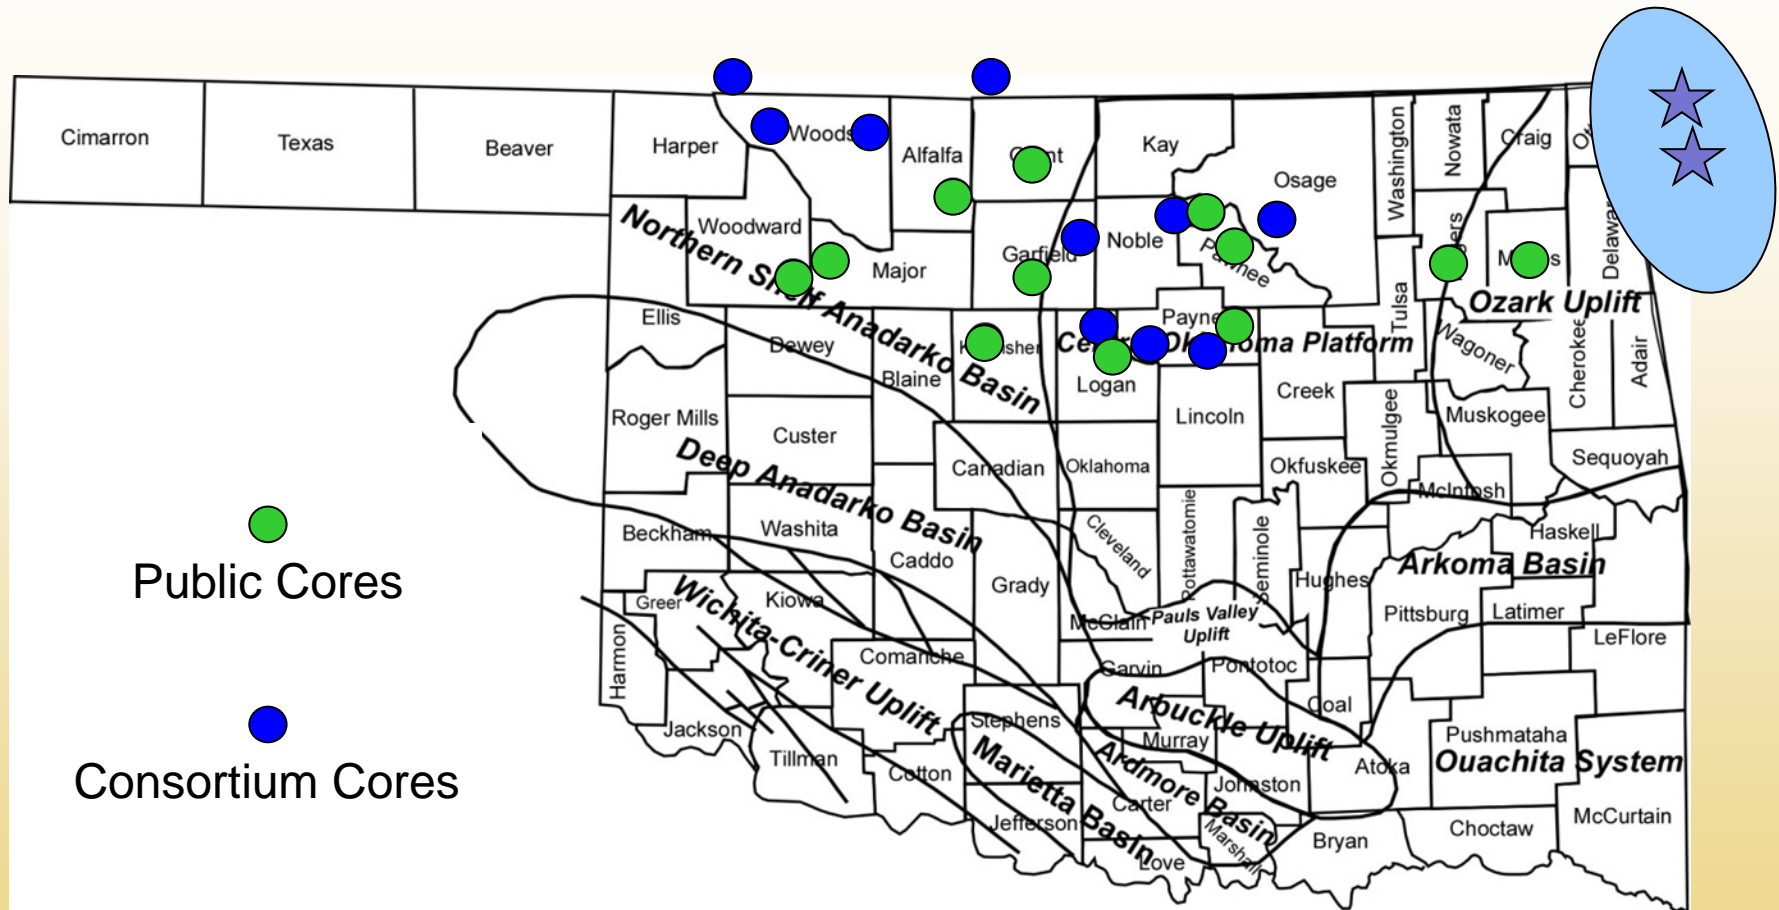 Cimarron
Texas
Beaver
Harper
Woods
Alfalfa
Kay
Osage
Washington
Nowata
Craig
Woodward
Major
Garfield
Noble
Northern Shelf Anadarko Basin
Ozark Uplift
Ellis
Dewey
Blaine
Payne
Tulsa
Oklahoma Platform
Logan
Wagoner
Cherokee
Adair
Roger Mills
Custer
Canadian
Oklahoma
Lincoln
Creek
Okmulgee
Muskogee
Okfuskee
Sequoyah
McIntosh
Deep Anadarko Basin
Beckham
Washita
Caddo
Grady
Cleveland
Pottawatomie
Seminole
Hughes
Haskell
Arkoma Basin
Pittsburg
Latimer
LeFlore
Public Cores
Greer
Kiowa
Wichita-Criner Uplift
Harmon
Comanche
McClain
Pauls Valley
Uplift
Garvin
Pontotoc
Coal
Arbuckle Uplift
Jackson
Tillman
Stephens
Murray
Pushmataha
Ouachita System
Consortium Cores
Cotton
Marietta Basin
Ardmore Basin
Johnston
Atoka
Carter
Jefferson
Marshall
Love
Bryan
Choctaw
McCurtain